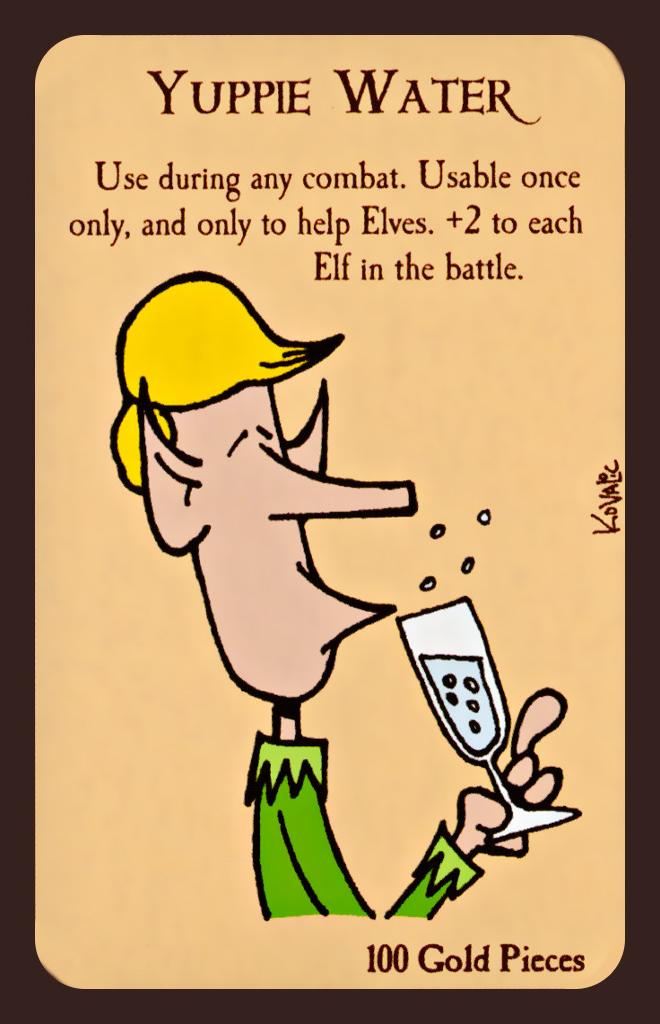 Yuppie Water
Use during any combat. Usable once
only, and only to help Elves. +2 to each
Elf in the battle.
Kovalic
100 Gold Pieces